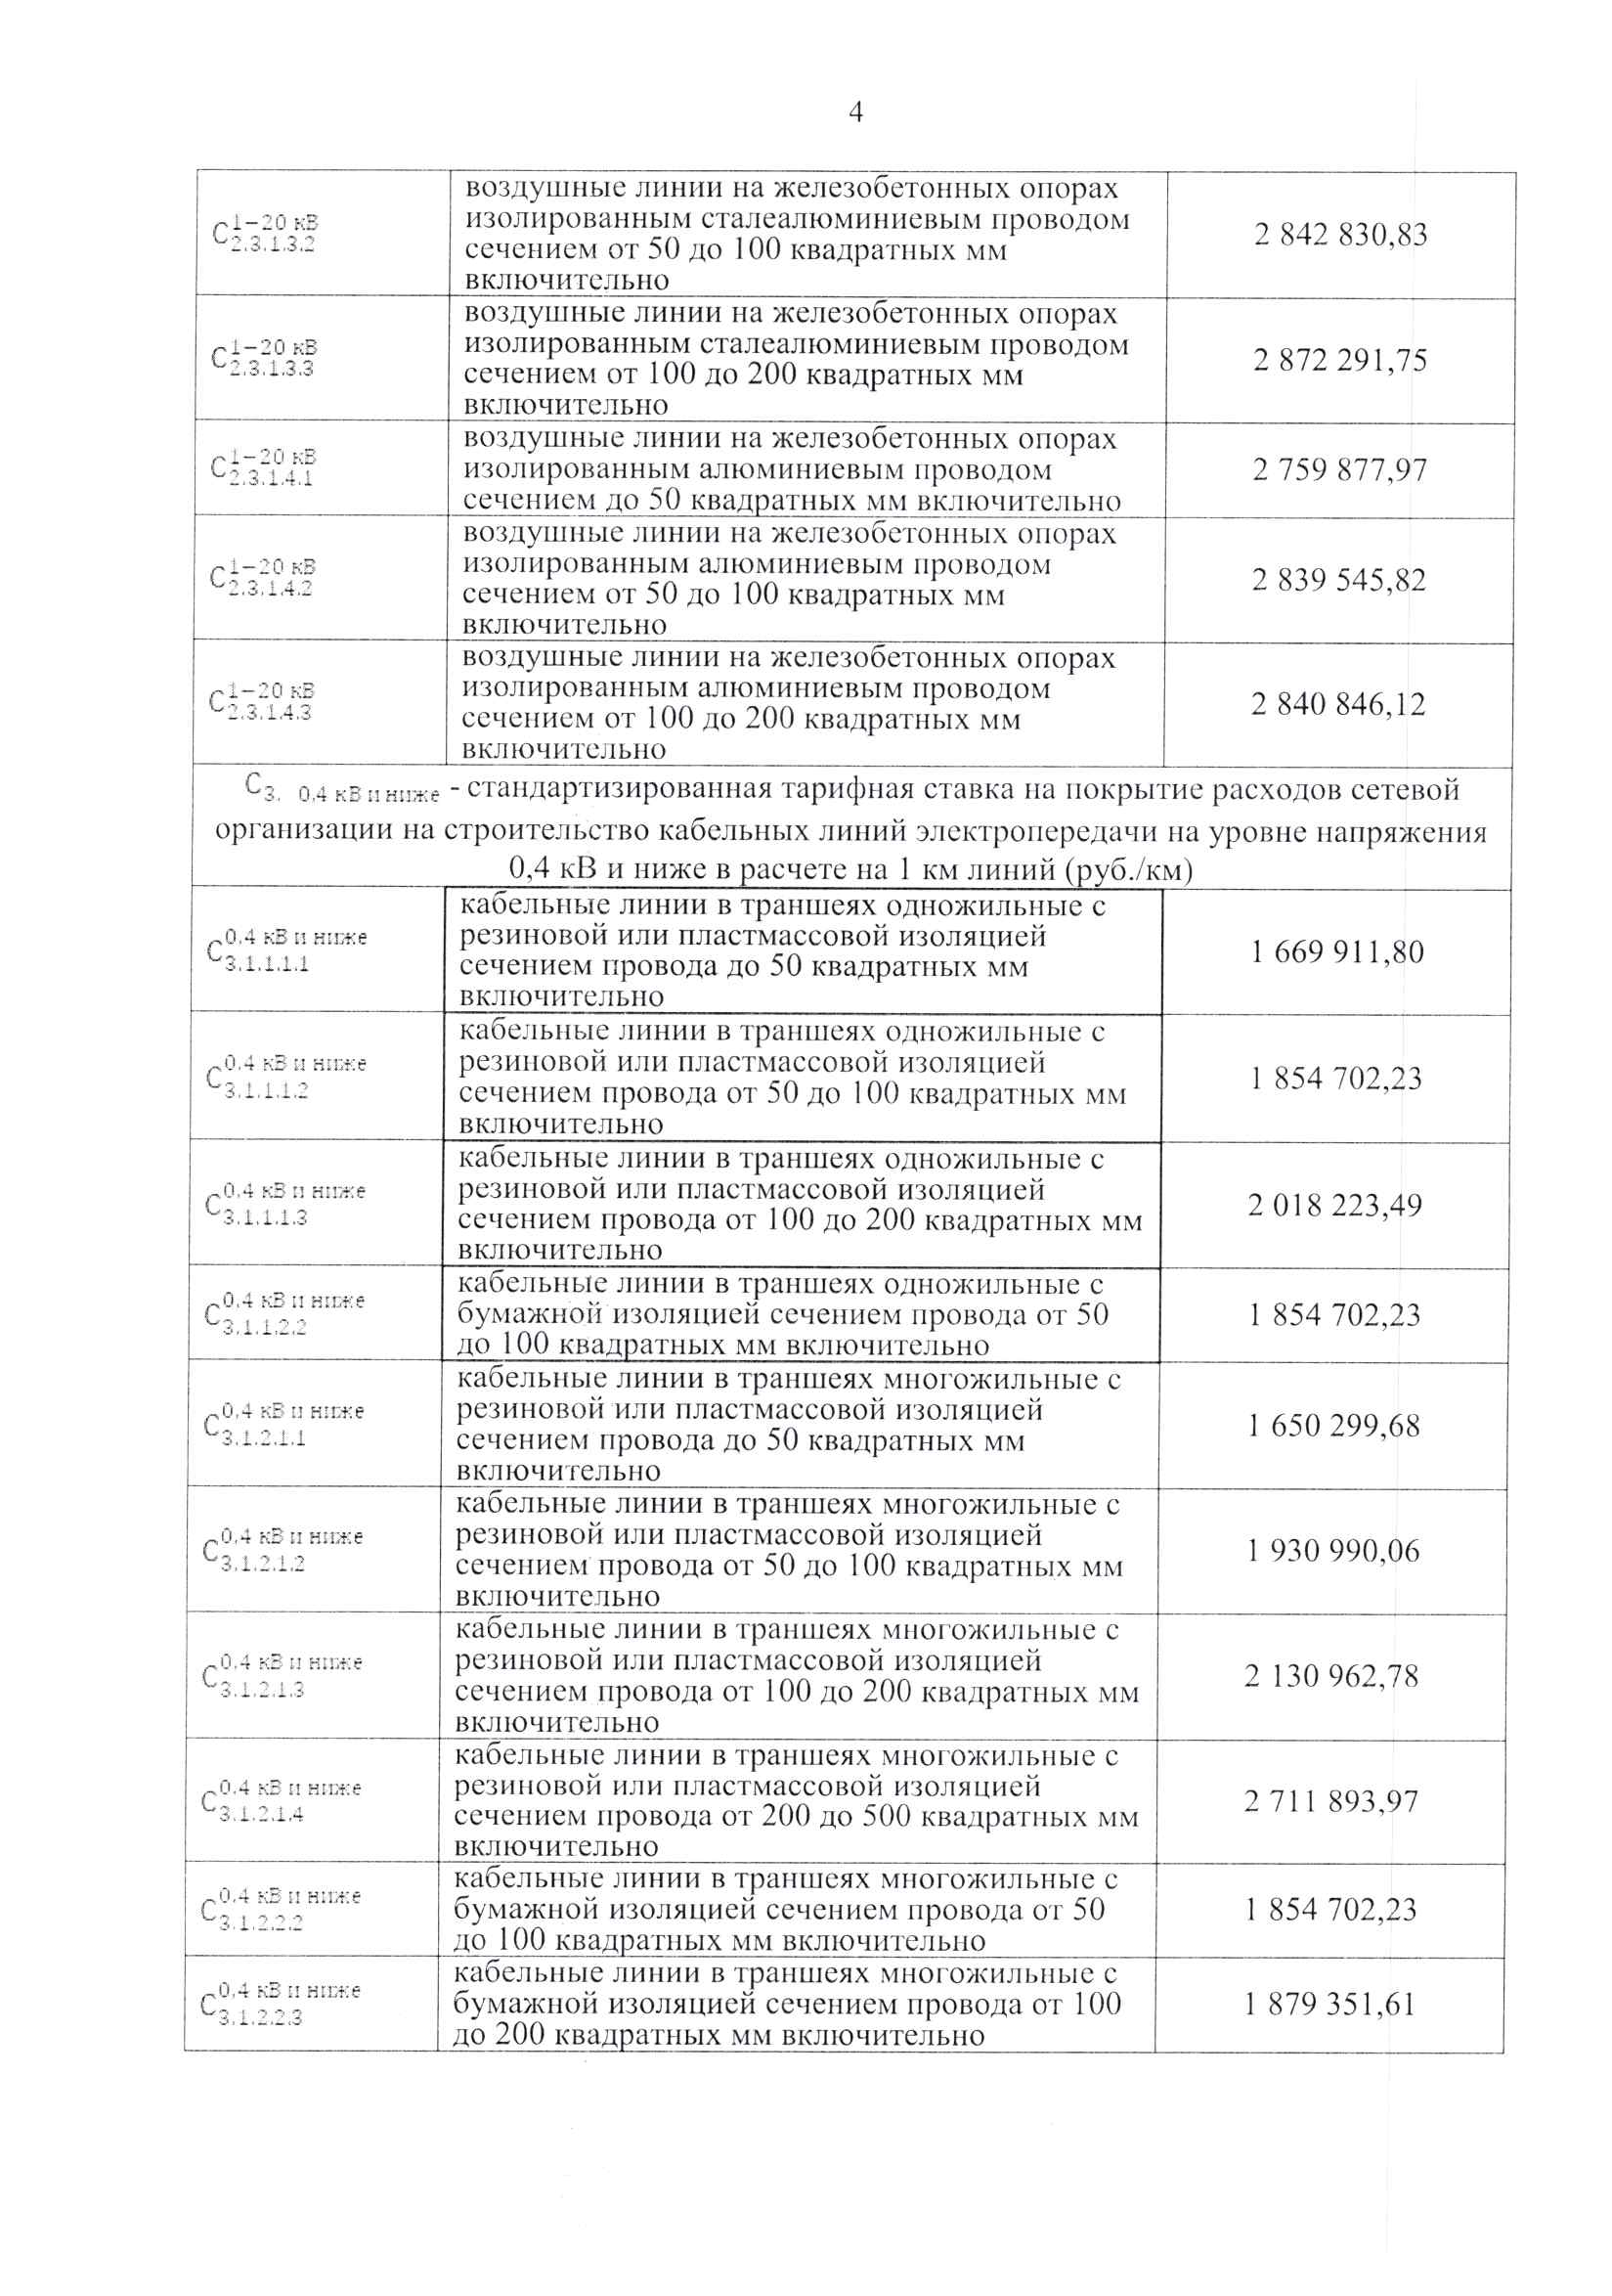 4
С 1-20 кВ
2.3.1.3.2
воздушные линии на железобетонных опорах
изолированным сталеалюминиевым проводом
сечением от 50 до 100 квадратных мм
включительно
2 842 830,83
С 1-20 кВ
2.3.1.3.3
воздушные линии на железобетонных опорах
изолированным сталеалюминиевым проводом
сечением от 100 до 200 квадратных мм
включительно
2 872 291,75
С 1-20 кВ
2.3.1.4.1
воздушные линии на железобетонных опорах
изолированным алюминиевым проводом
сечением до 50 квадратных мм включительно
2 759 877,97
С 1-20 кВ
2.3.1.4.2
воздушные линии на железобетонных опорах
изолированным алюминиевым проводом
сечением от 50 до 100 квадратных мм
включительно
2 839 545,82
С 1-20 кВ
2.3.1.4.3
воздушные линии на железобетонных опорах
изолированным алюминиевым проводом
сечением от 100 до 200 квадратных мм
включительно
2 840 846,12
С3. 0,4 кВ и ниже - стандартизированная тарифная ставка на покрытие расходов сетевой
организации на строительство кабельных линий электропередачи на уровне напряжения
0,4 кВ и ниже в расчете на 1 км линий (руб./км)
С 0,4 кВ и ниже
3.1.1.1.1
кабельные линии в траншеях одножильные с
резиновой или пластмассовой изоляцией
сечением провода до 50 квадратных мм
включительно
1 669 911,80
С 0,4 кВ и ниже
3.1.1.1.2
кабельные линии в траншеях одножильные с
резиновой или пластмассовой изоляцией
сечением провода от 50 до 100 квадратных мм
включительно
1 854 702,23
С 0,4 кВ и ниже
3.1.1.1.3
кабельные линии в траншеях одножильные с
резиновой или пластмассовой изоляцией
сечением провода от 100 до 200 квадратных мм
включительно
2 018 223,49
С 0,4 кВ и ниже
3.1.1.2.2
кабельные линии в траншеях одножильные с
бумажной изоляцией сечением провода от 50
до 100 квадратных мм включительно
1 854 702,23
С 0,4 кВ и ниже
3.1.2.1.1
кабельные линии в траншеях многожильные с
резиновой или пластмассовой изоляцией
сечением провода до 50 квадратных мм
включительно
1 650 299,68
С 0,4 кВ и ниже
3.1.2.1.2
кабельные линии в траншеях многожильные с
резиновой или пластмассовой изоляцией
сечением провода от 50 до 100 квадратных мм
включительно
1 930 990,06
С 0,4 кВ и ниже
3.1.2.1.3
кабельные линии в траншеях многожильные с
резиновой или пластмассовой изоляцией
сечением провода от 100 до 200 квадратных мм
включительно
2 130 962,78
С 0,4 кВ и ниже
3.1.2.1.4
кабельные линии в траншеях многожильные с
резиновой или пластмассовой изоляцией
сечением провода от 200 до 500 квадратных мм
включительно
2 711 893,97
С 0,4 кВ и ниже
3.1.2.2.2
кабельные линии в траншеях многожильные с
бумажной изоляцией сечением провода от 50
до 100 квадратных мм включительно
1 854 702,23
С 0,4 кВ и ниже
3.1.2.2.3
кабельные линии в траншеях многожильные с
бумажной изоляцией сечением провода от 100
до 200 квадратных мм включительно
1 879 351,61